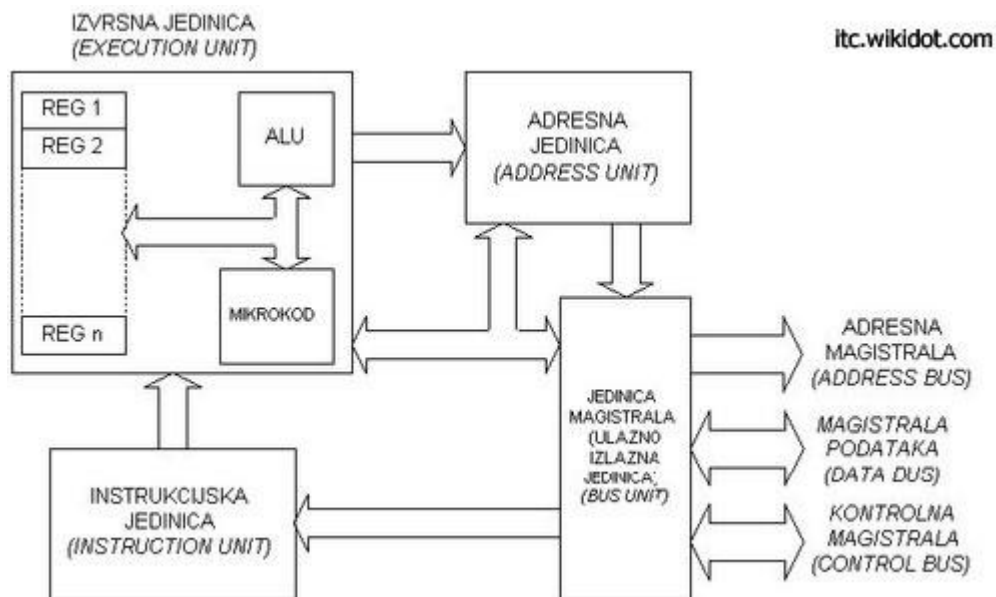 IZVRSNA JEDINICA
(EXECUTION UNIT)
itc.wikidot.com
REG 1
REG 2
REG n
ALU
MIKROKOD
ADRESNA
JEDINICA
(ADDRESS UNIT)
INSTRUKCIJSKA
JEDINICA
(INSTRUCTION UNIT)
JEDINICA
MAGISTRALA
(ULAZNO
IZLAZNA
JEDINICA;
(BUS UNIT)
ADRESNA
MAGISTRALA
(ADDRESS BUS)
MAGISTRALA
PODATAKA
(DATA DUS)
KONTROLNA
MAGISTRALA
(CONTROL BUS)